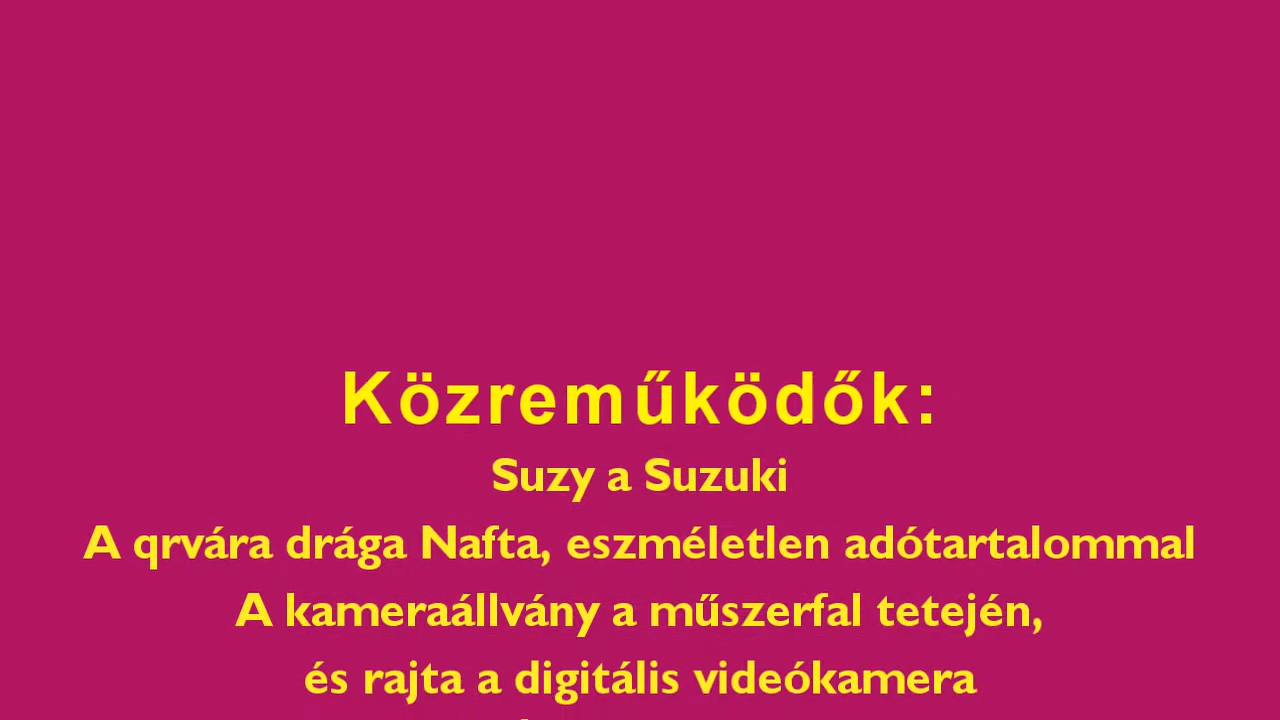 Közreműködők:
Suzy a Suzuki
A qrvára drága Nafta, eszméletlen adótartalommal
A kameraállvány a műszerfal tetején,
és rajta a digitális videókamera